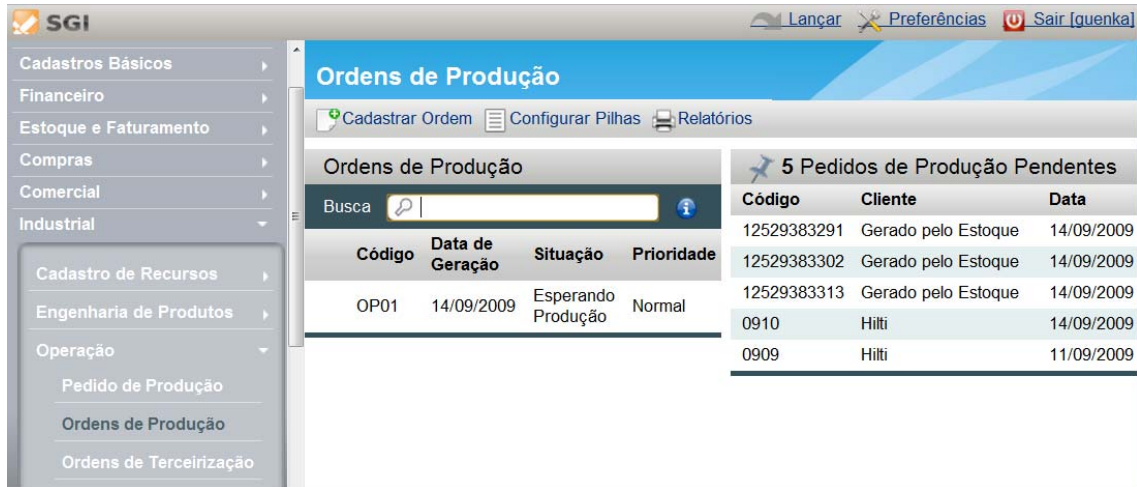 SGI
Lançar Preferências Sair [guenka]
Cadastros Básicos
Financeiro
Estoque e Faturamento
Compras
Comercial
Industrial
Cadastro de Recursos
Engenharia de Produtos
Operação
Pedido de Produção
Ordens de Produção
Ordens de Terceirização
Ordens de Produção
Cadastrar Ordem Configurar Pilhas Relatórios
Ordens de Produção
Busca
Código Data de Geração Situação Prioridade
OP01 14/09/2009 Esperando Produção Normal
5 Pedidos de Produção Pendentes
Código Cliente Data
12529383291 Gerado pelo Estoque 14/09/2009
12529383302 Gerado pelo Estoque 14/09/2009
12529383313 Gerado pelo Estoque 14/09/2009
0910 Hilti 14/09/2009
0909 Hilti 11/09/2009